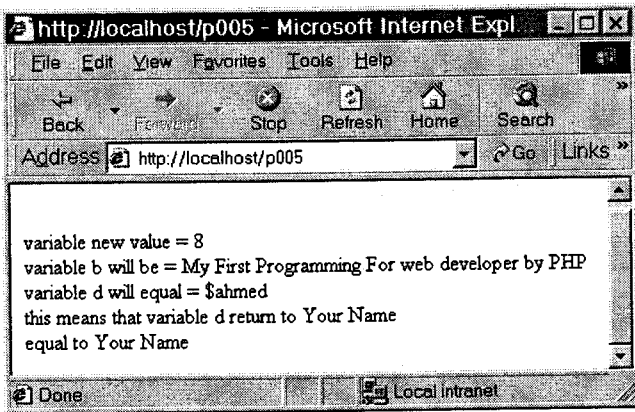 http://localhost/p005 - Microsoft Internet Expl
File Edit View Favorites Tools Help
Back Forward Stop Refresh Home Search »
Address http://localhost/p005 Go Links »
variable new value = 8
variable b will be = My First Programming For web developer by PHP
variable d will equal = $ahmed
this means that variable d return to Your Name
equal to Your Name
Done Local intranet